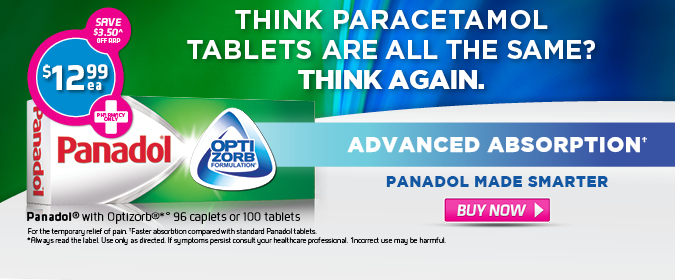 SAVE
$3.50^
OFF RRP
$12.99
ea
PHARMACY
ONLY
THINK PARACETAMOL
TABLETS ARE ALL THE SAME?
THINK AGAIN.
Panadol
Panadol®
OPTI
ZORB
FORMULATION
ADVANCED ABSORPTION†
PANADOL MADE SMARTER
BUY NOW
Panadol® with Optizorb®*° 96 caplets or 100 tablets
For the temporary relief of pain. †Faster absorbtion compared with standard Panadol tablets.
*Always read the label. Use only as directed. If symptoms persist consult your healthcare professional. 1ncorrect use may be harmful.